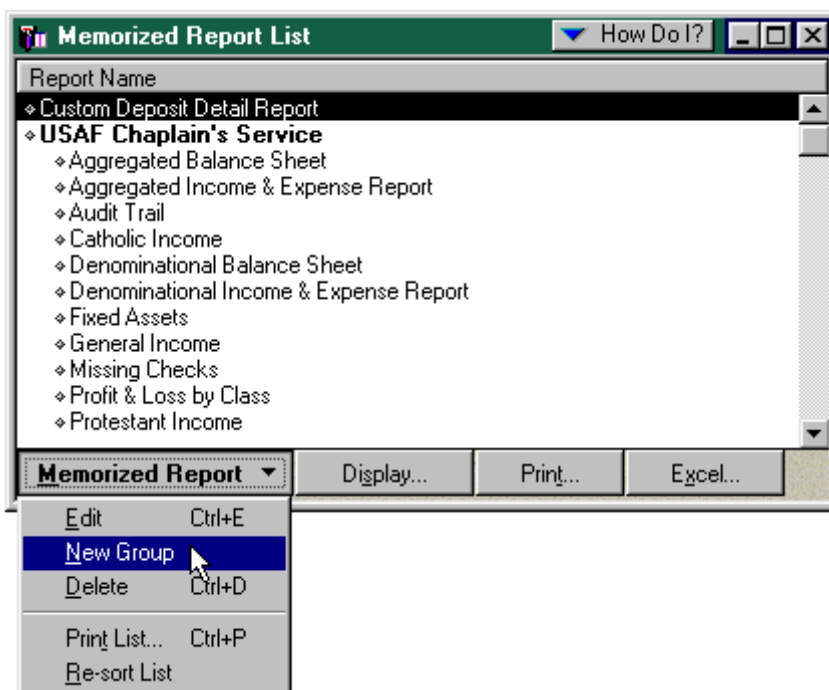 Memorized Report List How Do I?
Report Name
Custom Deposit Detail Report
USAF Chaplain's Service
Aggregated Balance Sheet
Aggregated Income & Expense Report
Audit Trail
Catholic Income
Denominational Balance Sheet
Denominational Income & Expense Report
Fixed Assets
General Income
Missing Checks
Profit & Loss by Class
Protestant Income
Memorized Report Display... Print... Excel...
Edit Ctrl+E
New Group
Delete Ctrl+D
Print List... Ctrl+P
Re-sort List